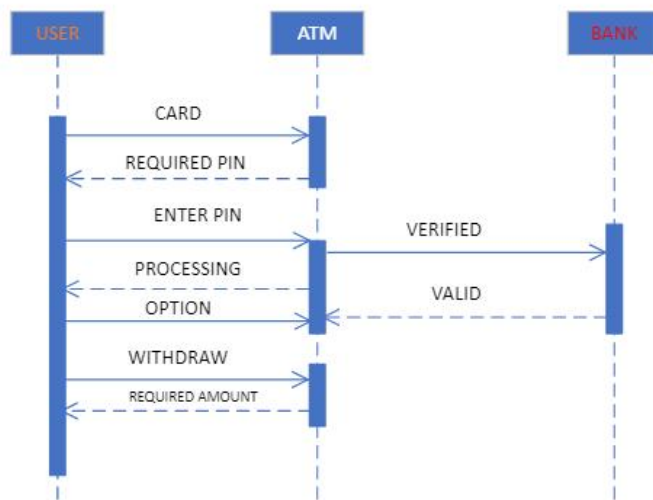 USER
ATM
BANK
CARD
REQUIRED PIN
ENTER PIN
VERIFIED
PROCESSING
VALID
OPTION
WITHDRAW
REQUIRED AMOUNT